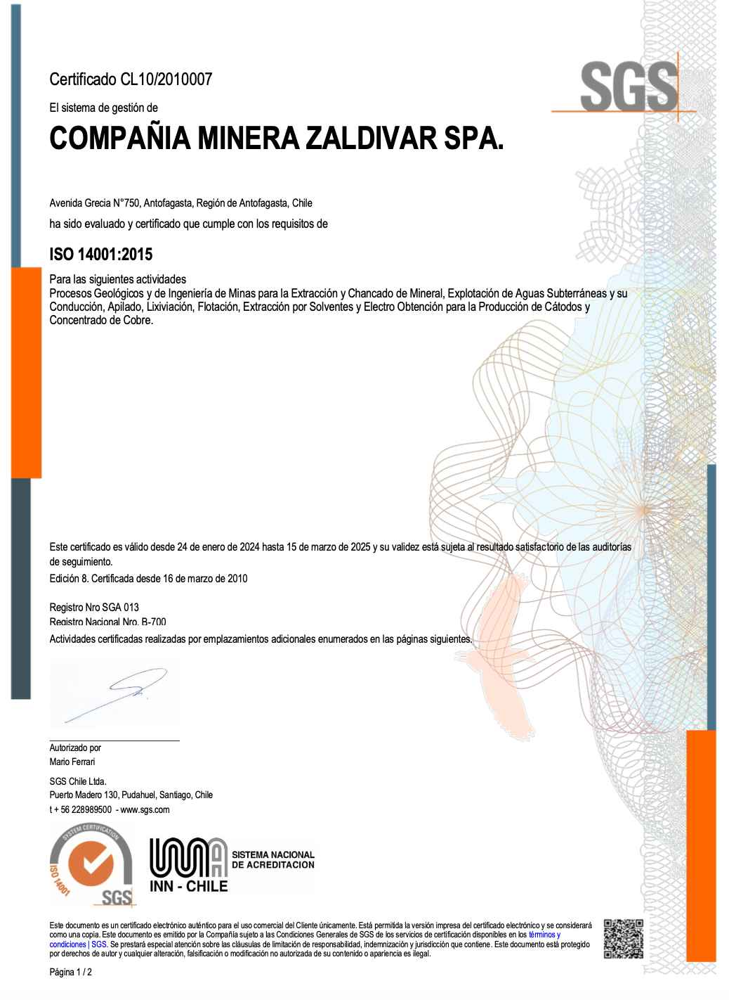 SGS
Certificado CL10/2010007
El sistema de gestión de
COMPAÑIA MINERA ZALDIVAR SPA.
Avenida Grecia N°750, Antofagasta, Región de Antofagasta, Chile
ha sido evaluado y certificado que cumple con los requisitos de
ISO 14001:2015
Para las siguientes actividades
Procesos Geológicos y de Ingeniería de Minas para la Extracción y Chancado de Mineral, Explotación de Aguas Subterráneas y su
Conducción, Apilado, Lixiviación, Flotación, Extracción por Solventes y Electro Obtención para la Producción de Cátodos y
Concentrado de Cobre.
Este certificado es válido desde 24 de enero de 2024 hasta 15 de marzo de 2025 y su validez está sujeta al resultado satisfactorio de las auditorías
de seguimiento.
Edición 8. Certificada desde 16 de marzo de 2010
Registro Nro SGA 013
Registro Nacional Nro. B-700
Actividades certificadas realizadas por emplazamientos adicionales enumerados en las páginas siguientes.
Autorizado por
Mario Ferrari
SGS Chile Ltda.
Puerto Madero 130, Pudahuel, Santiago, Chile
t + 56 228989500 - www.sgs.com
SYSTEM CERTIFICATION
ISO 14001
SGS
INN - CHILE
SISTEMA NACIONAL
DE ACREDITACION
Este documento es un certificado electrónico auténtico para el uso comercial del Cliente únicamente. Está permitida la versión impresa del certificado electrónico y se considerará
como una copia. Este documento es emitido por la Compañía sujeto a las Condiciones Generales de SGS de los servicios de certificación disponibles en los términos y
condiciones | SGS. Se prestará especial atención sobre las cláusulas de limitación de responsabilidad, indemnización y jurisdicción que contiene. Este documento está protegido
por derechos de autor y cualquier alteración, falsificación o modificación no autorizada de su contenido o apariencia es ilegal.
Página 1 / 2